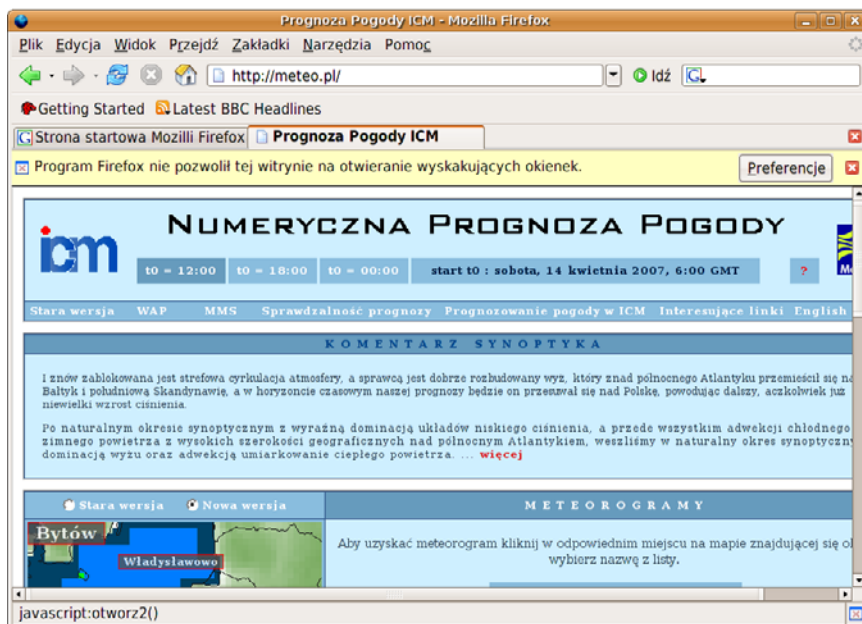 Prognoza Pogody ICM - Mozilla Firefox
Plik Edycja Widok Przejdź Zakładki Narzędzia Pomoc
http://meteo.pl/ Idź G
Getting Started Latest BBC Headlines
G Strona startowa Mozilli Firefox Prognoza Pogody ICM
Program Firefox nie pozwolił tej witrynie na otwieranie wyskakujących okienek. Preferencje
icm NUMERYCZNA PROGNOZA POGODY
t0 = 12:00 t0 = 18:00 t0 = 00:00 start t0 : sobota, 14 kwietnia 2007, 6:00 GMT ?
Stara wersja WAP MMS Sprawdzalność prognozy Prognozowanie pogody w ICM Interesujące linki English
KOMENTARZ SYNOPTYKA
I znów zablokowana jest strefowa cyrkulacja atmosfery, a sprawcą jest dobrze rozbudowany wyż, który znad północnego Atlantyku przemieścił się na
Bałtyk i południową Skandynawię, a w horyzoncie czasowym naszej prognozy będzie on przesuwał się nad Polskę, powodując dalszy, aczkolwiek już
niewielki wzrost ciśnienia.
Po naturalnym okresie synoptycznym z wyraźną dominacją układów niskiego ciśnienia, a przede wszystkim adwekcji chłodnego
zimnego powietrza z wysokich szerokości geograficznych nad północnym Atlantykiem, weszliśmy w naturalny okres synoptyczny
dominacją wyżu oraz adwekcją umiarkowanie ciepłego powietrza. ... więcej
Stara wersja Nowa wersja METEOROGRAMY
Bytów
Władysławowo
Aby uzyskać meteorogram kliknij w odpowiednim miejscu na mapie znajdującej się ob
wybierz nazwę z listy.
javascript:otworz2()